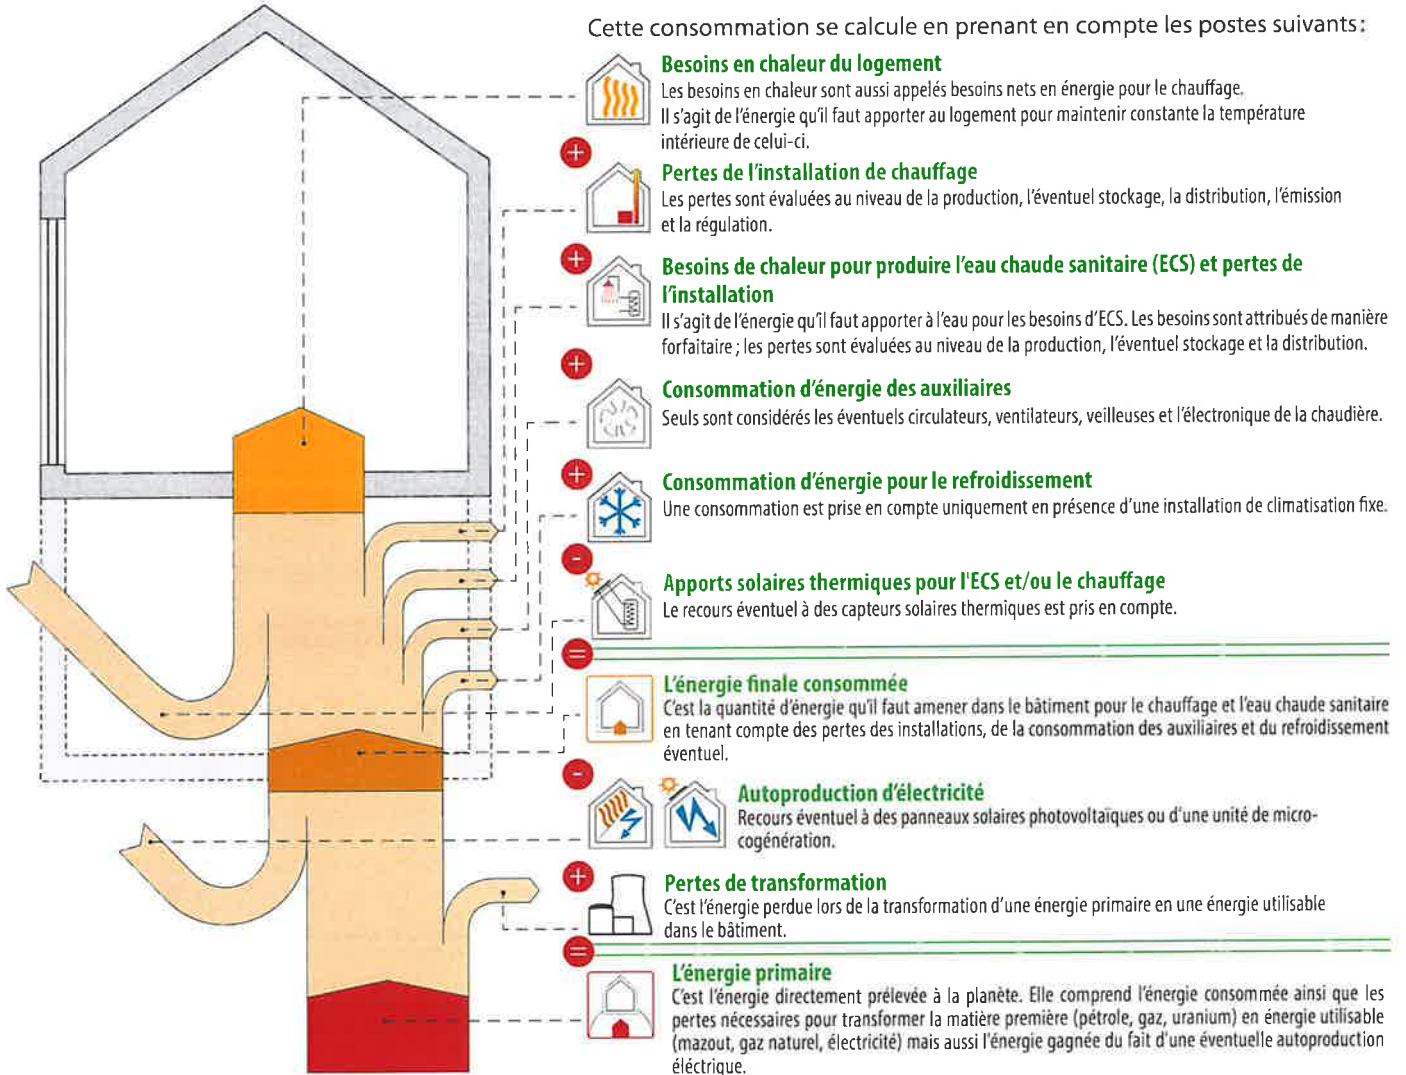 Cette consommation se calcule en prenant en compte les postes suivants :
Besoins en chaleur du logement
Les besoins en chaleur sont aussi appelés besoins nets en énergie pour le chauffage.
Il s'agit de l'énergie qu'il faut apporter au logement pour maintenir constante la température
intérieure de celui-ci.
+
Pertes de l'installation de chauffage
Les pertes sont évaluées au niveau de la production, l'éventuel stockage, la distribution, l'émission
et la régulation.
+
Besoins de chaleur pour produire l'eau chaude sanitaire (ECS) et pertes de
l'installation
Il s'agit de l'énergie qu'il faut apporter à l'eau pour les besoins d'ECS. Les besoins sont attribués de manière
forfaitaire ; les pertes sont évaluées au niveau de la production, l'éventuel stockage et la distribution.
+
Consommation d'énergie des auxiliaires
Seuls sont considérés les éventuels circulateurs, ventilateurs, veilleuses et l'électronique de la chaudière.
+
Consommation d'énergie pour le refroidissement
Une consommation est prise en compte uniquement en présence d'une installation de climatisation fixe.
-
Apports solaires thermiques pour l'ECS et/ou le chauffage
Le recours éventuel à des capteurs solaires thermiques est pris en compte.
=
L'énergie finale consommée
C'est la quantité d'énergie qu'il faut amener dans le bâtiment pour le chauffage et l'eau chaude sanitaire
en tenant compte des pertes des installations, de la consommation des auxiliaires et du refroidissement
éventuel.
-
Autoproduction d'électricité
Recours éventuel à des panneaux solaires photovoltaïques ou d'une unité de micro-
cogénération.
+
Pertes de transformation
C'est l'énergie perdue lors de la transformation d'une énergie primaire en une énergie utilisable
dans le bâtiment.
=
L'énergie primaire
C'est l'énergie directement prélevée à la planète. Elle comprend l'énergie consommée ainsi que les
pertes nécessaires pour transformer la matière première (pétrole, gaz, uranium) en énergie utilisable
(mazout, gaz naturel, électricité) mais aussi l'énergie gagnée du fait d'une éventuelle autoproduction
éléctrique.